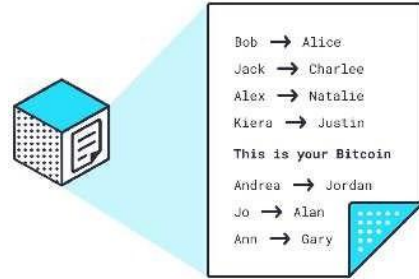 Bob → Alice
Jack → Charlee
Alex → Natalie
Kiera → Justin
This is your Bitcoin
Andrea → Jordan
Jo → Alan
Ann → Gary